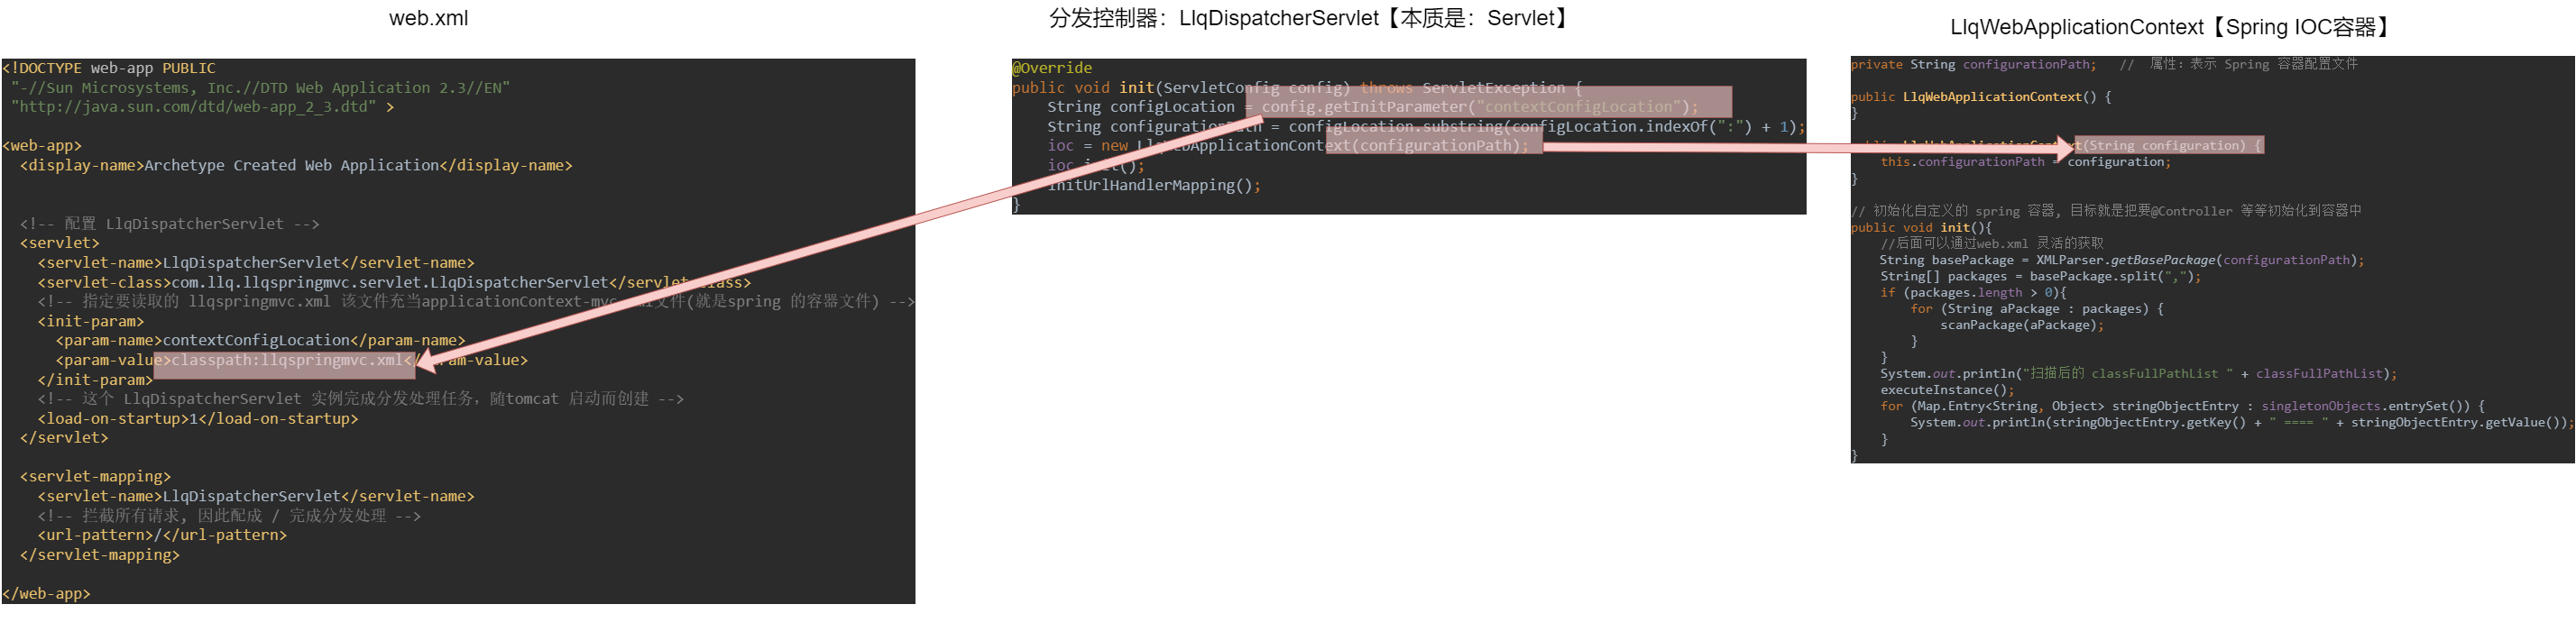 web.xml
<!DOCTYPE web-app PUBLIC
"-//Sun Microsystems, Inc.//DTD Web Application 2.3//EN"
"http://java.sun.com/dtd/web-app_2_3.dtd" >
<web-app>
<display-name>Archetype Created Web Application</display-name>
<!-- 配置 LlqDispatcherServlet -->
<servlet>
<servlet-name>LlqDispatcherServlet</servlet-name>
<servlet-class>com.llq.llqspringmvc.servlet.LlqDispatcherServlet</servlet-class>
<!-- 指定要读取的 llqspringmvc.xml 该文件充当applicationContext-mvc.xml文件(就是spring 的容器文件) -->
<init-param>
<param-name>contextConfigLocation</param-name>
<param-value>classpath:llqspringmvc.xml</param-value>
</init-param>
<!-- 这个 LlqDispatcherServlet 实例完成分发处理任务，随tomcat 启动而创建 -->
<load-on-startup>1</load-on-startup>
</servlet>
<servlet-mapping>
<servlet-name>LlqDispatcherServlet</servlet-name>
<!-- 拦截所有请求, 因此配成 / 完成分发处理 -->
<url-pattern>/</url-pattern>
</servlet-mapping>
</web-app>
分发控制器：LlqDispatcherServlet【本质是：Servlet】
@Override
public void init(ServletConfig config) throws ServletException {
String configLocation = config.getInitParameter("contextConfigLocation");
String configurationPath = configLocation.substring(configLocation.indexOf(":") + 1);
ioc = new LlqWebApplicationContext(configurationPath);
ioc.init();
initUrlHandlerMapping();
}
LlqWebApplicationContext【Spring IOC容器】
private String configurationPath; // 属性：表示 Spring 容器配置文件
public LlqWebApplicationContext() {
}
public LlqWebApplicationContext(String configuration) {
this.configurationPath = configuration;
}
// 初始化自定义的 spring 容器, 目标就是把要@Controller 等等初始化到容器中
public void init(){
//后面可以通过web.xml 灵活的获取
String basePackage = XMLParser.getBasePackage(configurationPath);
String[] packages = basePackage.split(",");
if (packages.length > 0){
for (String aPackage : packages) {
scanPackage(aPackage);
}
}
System.out.println("扫描后的 classFullPathList " + classFullPathList);
executeInstance();
for (Map.Entry<String, Object> stringObjectEntry : singletonObjects.entrySet()) {
System.out.println(stringObjectEntry.getKey() + " ==== " + stringObjectEntry.getValue());
}
}